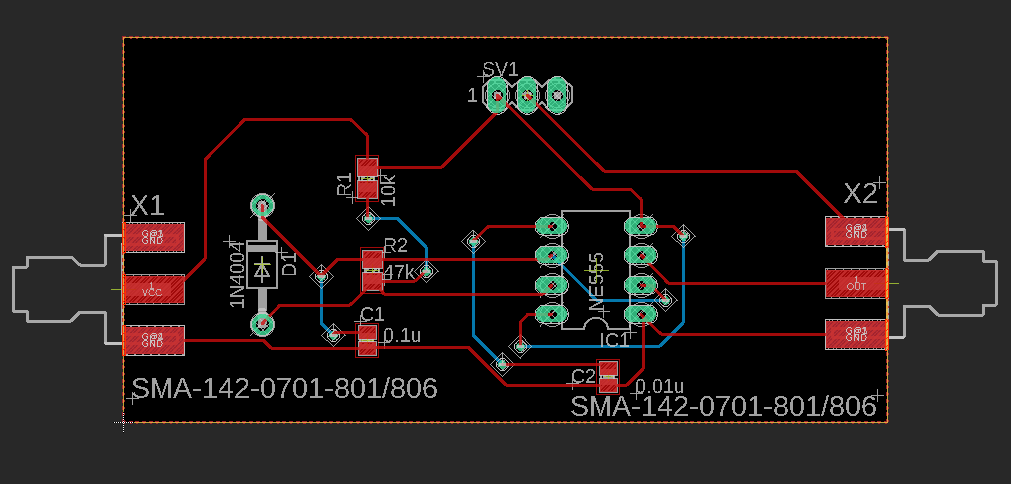 SV1
1
X1
X2
R1
10k
GND
GND
R2
47k
1N4004
D1
VCC
OUT
NE555
C1
0.1u
GND
GND
IC1
C2
0.01u
SMA-142-0701-801/806
SMA-142-0701-801/806